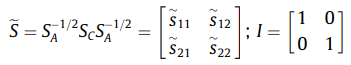 S̃ = S_A^{-1/2} S_C S_A^{-1/2} = [ s̃_{11} s̃_{12} ; s̃_{21} s̃_{22} ] ; I = [ 1 0 ; 0 1 ]